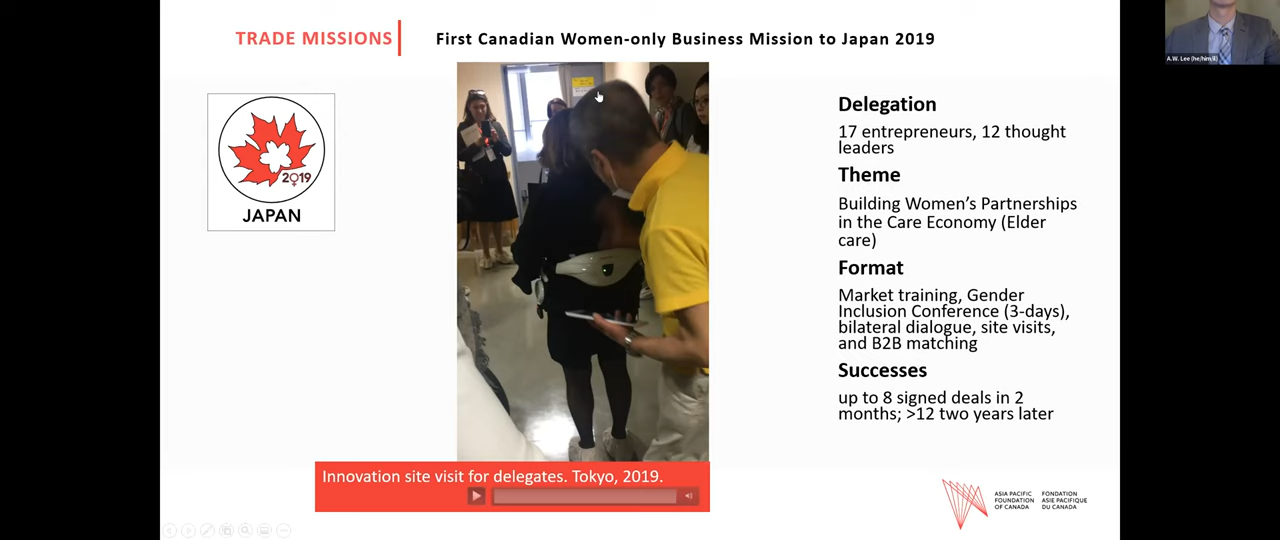 TRADE MISSIONS
First Canadian Women-only Business Mission to Japan 2019
A.W. Lee (he/him/il)
2019
JAPAN
Delegation
17 entrepreneurs, 12 thought
leaders
Theme
Building Women’s Partnerships
in the Care Economy (Elder
care)
Format
Market training, Gender
Inclusion Conference (3-days),
bilateral dialogue, site visits,
and B2B matching
Successes
up to 8 signed deals in 2
months; >12 two years later
Innovation site visit for delegates. Tokyo, 2019.
ASIA PACIFIC
FOUNDATION
OF CANADA
FONDATION
ASIE PACIFIQUE
DU CANADA